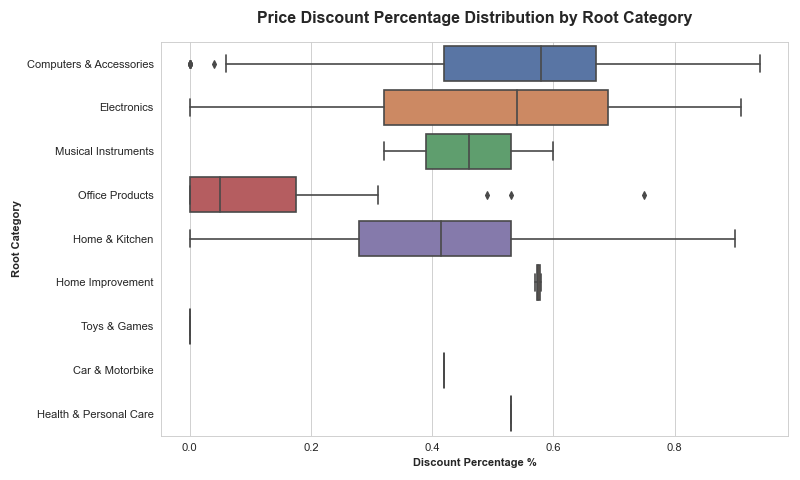 Price Discount Percentage Distribution by Root Category
Root Category
Computers & Accessories
Electronics
Musical Instruments
Office Products
Home & Kitchen
Home Improvement
Toys & Games
Car & Motorbike
Health & Personal Care
0.0 0.2 0.4 0.6 0.8
Discount Percentage %